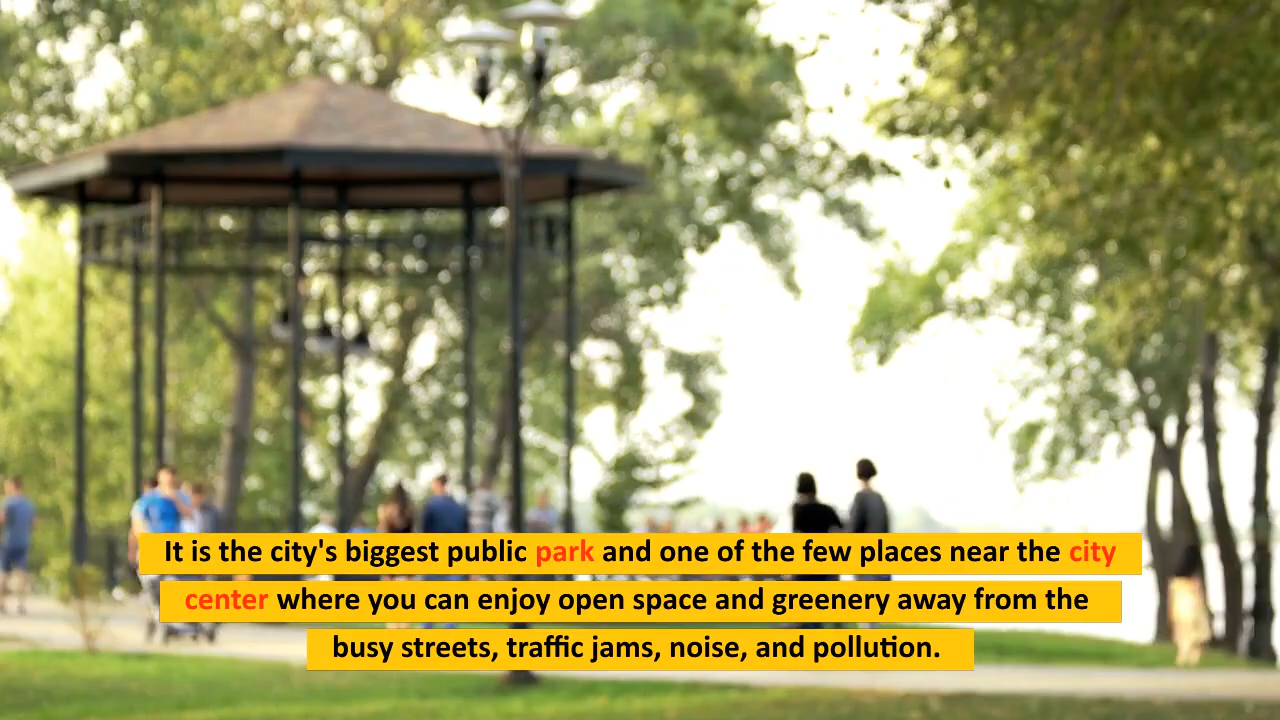 It is the city's biggest public park and one of the few places near the city
center where you can enjoy open space and greenery away from the
busy streets, traffic jams, noise, and pollution.